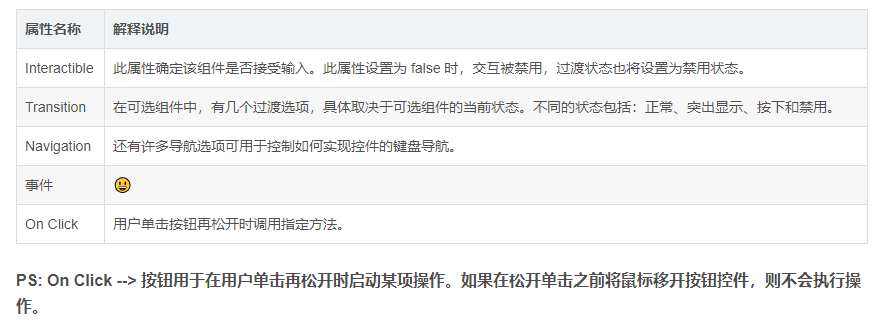 属性名称 解释说明
Interactible 此属性确定该组件是否接受输入。此属性设置为 false 时，交互被禁用，过渡状态也将设置为禁用状态。
Transition 在可选组件中，有几个过渡选项，具体取决于可选组件的当前状态。不同的状态包括：正常、突出显示、按下和禁用。
Navigation 还有许多导航选项可用于控制如何实现控件的键盘导航。
事件 😃
On Click 用户单击按钮再松开时调用指定方法。
PS: On Click --> 按钮用于在用户单击再松开时启动某项操作。如果在松开单击之前将鼠标移开按钮控件，则不会执行操
作。